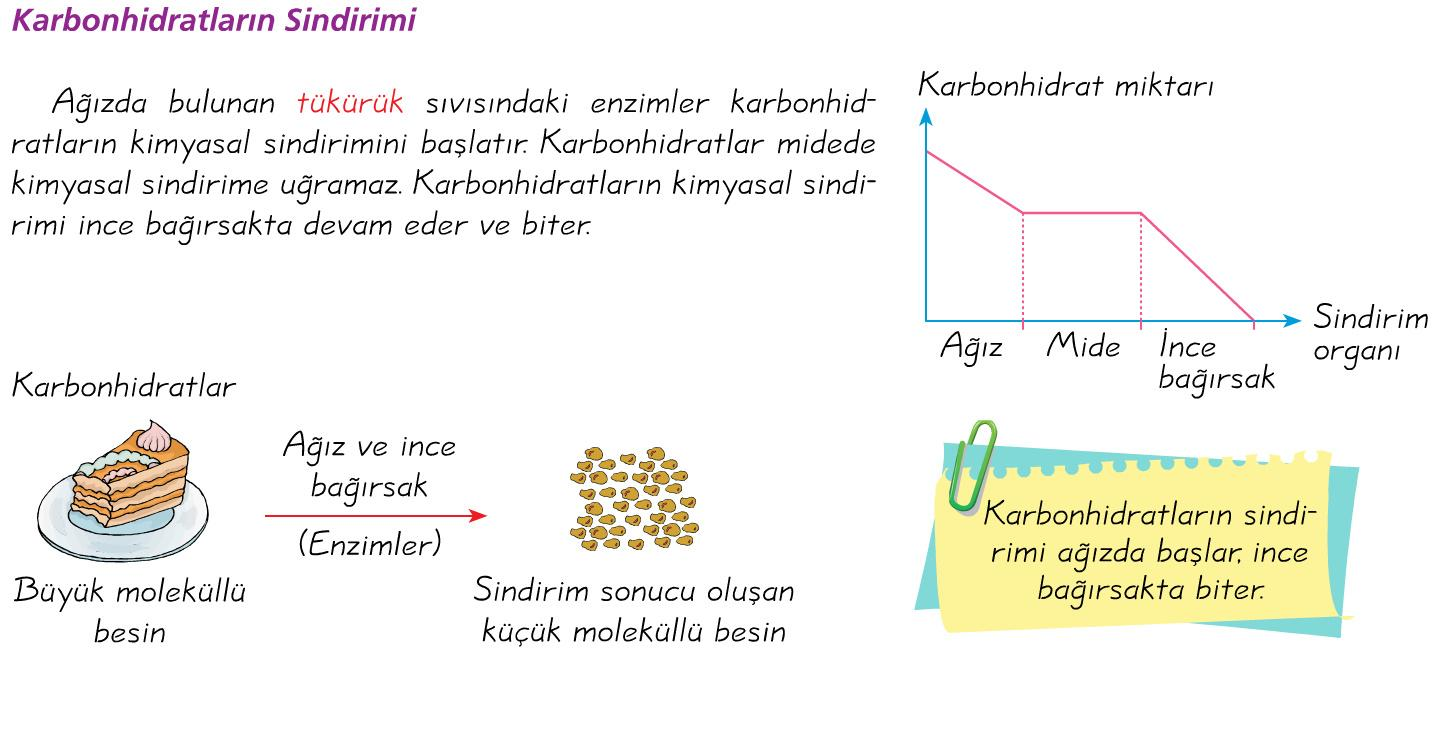 Karbonhidratların Sindirimi
Ağızda bulunan tükürük sıvısındaki enzimler karbonhid-
ratların kimyasal sindirimini başlatır. Karbonhidratlar midede
kimyasal sindirime uğramaz. Karbonhidratların kimyasal sindi-
rimi ince bağırsakta devam eder ve biter.
Karbonhidrat miktarı
Sindirim
organı
Ağız
Mide
İnce
bağırsak
Karbonhidratlar
Ağız ve ince
bağırsak
(Enzimler)
Büyük moleküllü
besin
Sindirim sonucu oluşan
küçük moleküllü besin
Karbonhidratların sindi-
rimi ağızda başlar, ince
bağırsakta biter.